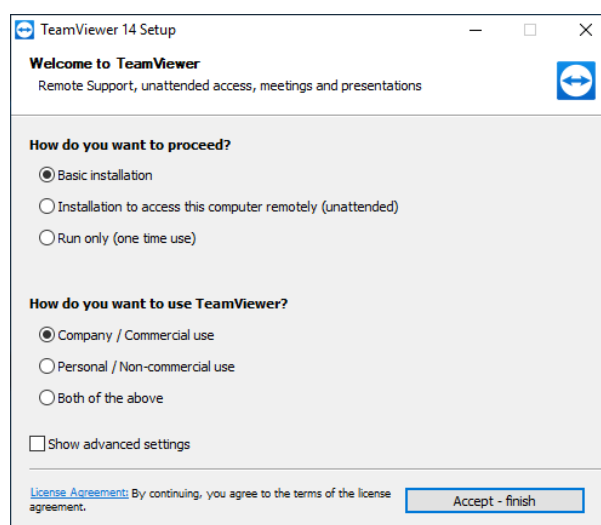 TeamViewer 14 Setup
Welcome to TeamViewer
Remote Support, unattended access, meetings and presentations
How do you want to proceed?
Basic installation
Installation to access this computer remotely (unattended)
Run only (one time use)
How do you want to use TeamViewer?
Company / Commercial use
Personal / Non-commercial use
Both of the above
Show advanced settings
License Agreement: By continuing, you agree to the terms of the license
agreement.
Accept - finish